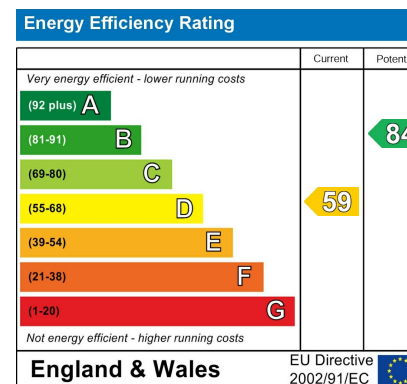 Energy Efficiency Rating
Current Potent
Very energy efficient - lower running costs
(92 plus) A
(81-91) B 84
(69-80) C
(55-68) D 59
(39-54) E
(21-38) F
(1-20) G
Not energy efficient - higher running costs
England & Wales EU Directive
2002/91/EC